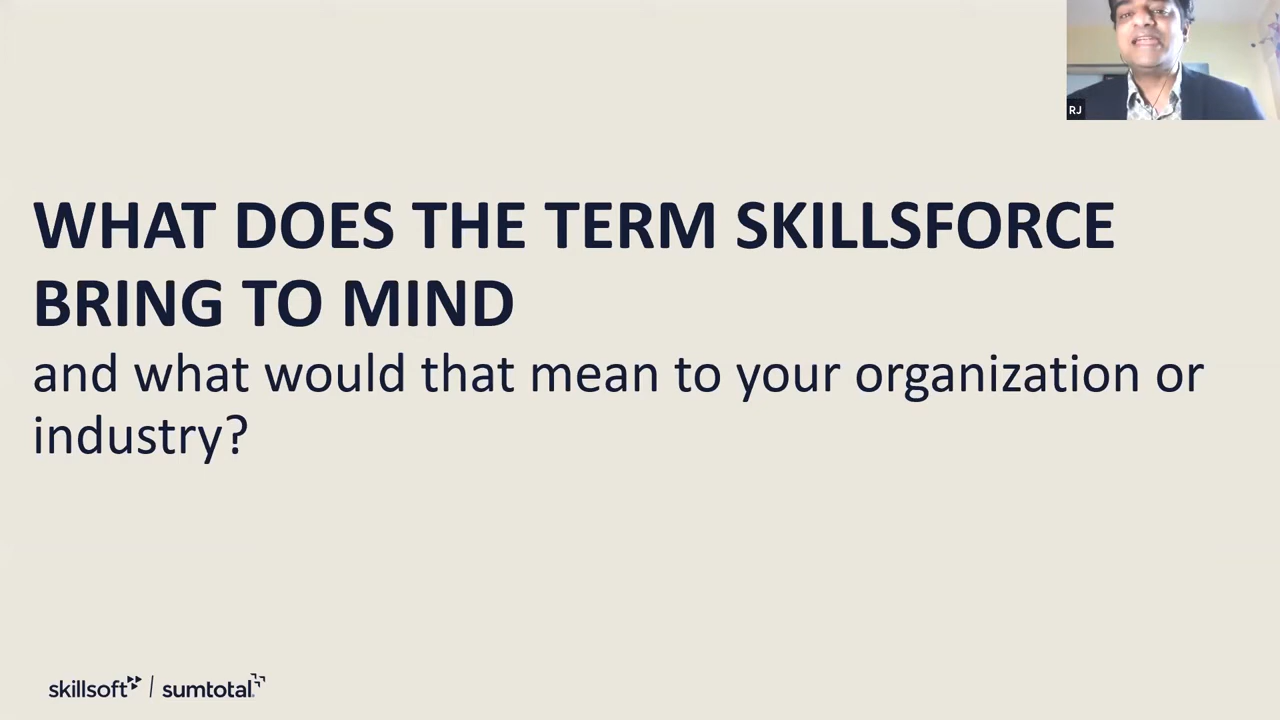 RJ
WHAT DOES THE TERM SKILLSFORCE
BRING TO MIND
and what would that mean to your organization or
industry?
skillsoft | sumtotal